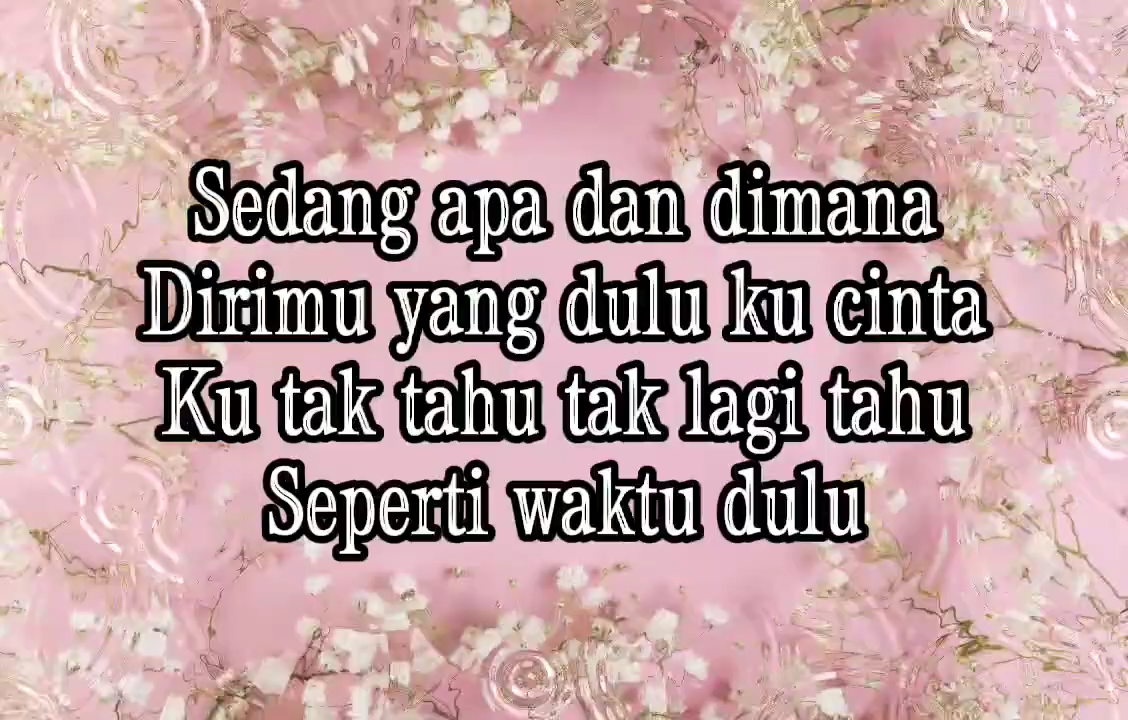 Sedang apa dan dimana
Dirimu yang dulu ku cinta
Ku tak tahu tak lagi tahu
Seperti waktu dulu